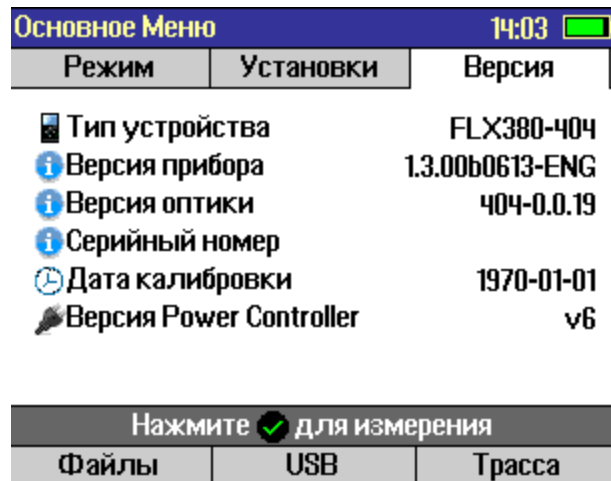 Основное Меню 14:03
Режим Установки Версия
Тип устройства FLX380-404
Версия прибора 1.3.00b0613-ENG
Версия оптики 404-0.0.19
Серийный номер
Дата калибровки 1970-01-01
Версия Power Controller v6
Нажмите для измерения
Файлы USB Трасса